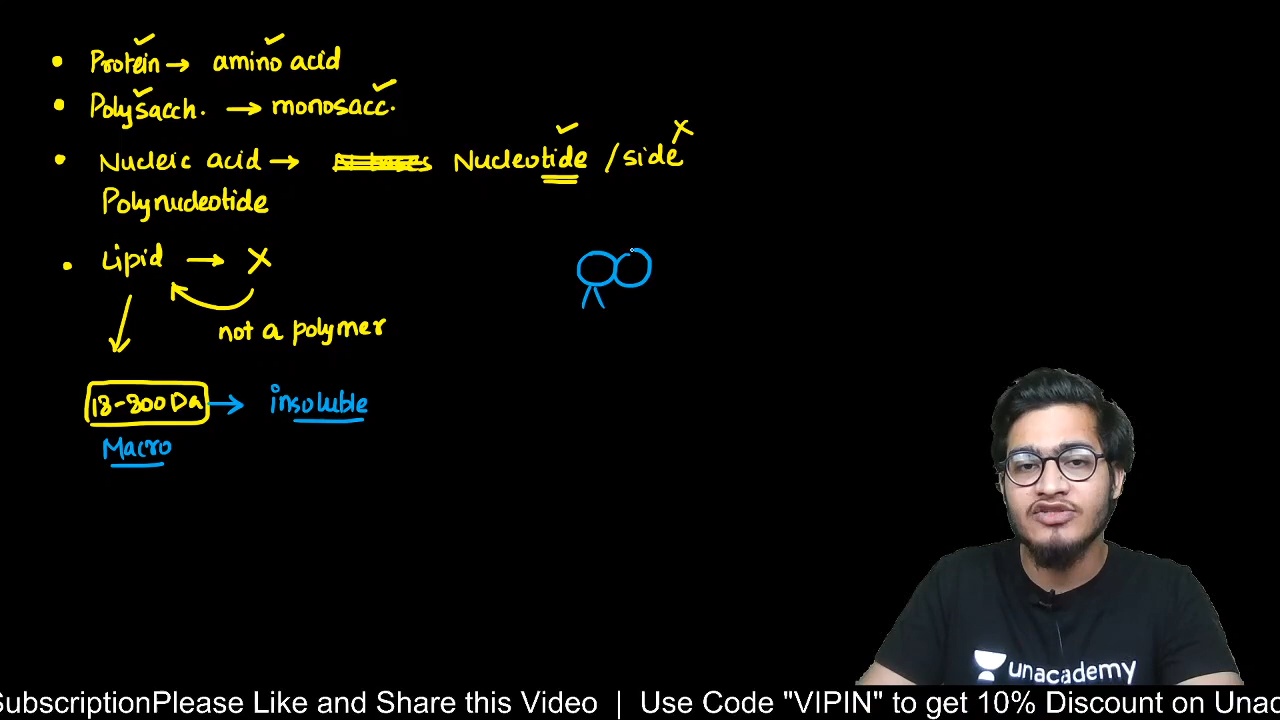 • Protein → amino acid
• Polysacch. → monosacc.
• Nucleic acid → Nucleotide /side
Polynucleotide
• Lipid → X
not a polymer
18-800 Da → insoluble
Macro
unacademy
SubscriptionPlease Like and Share this Video | Use Code "VIPIN" to get 10% Discount on Unac